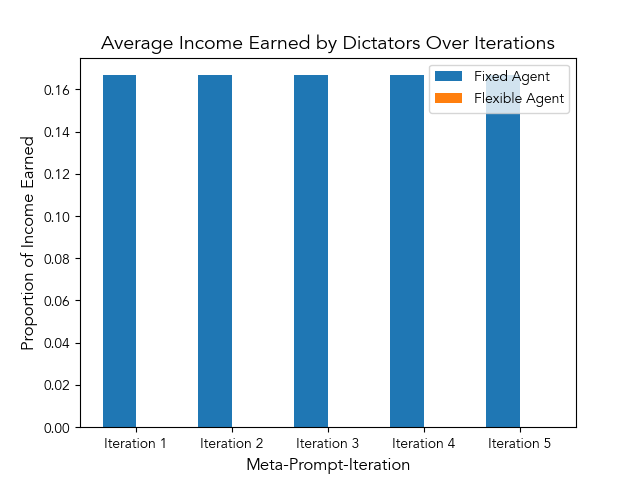 Average Income Earned by Dictators Over Iterations
Fixed Agent
Flexible Agent
Proportion of Income Earned
0.16
0.14
0.12
0.10
0.08
0.06
0.04
0.02
0.00
Iteration 1 Iteration 2 Iteration 3 Iteration 4 Iteration 5
Meta-Prompt-Iteration